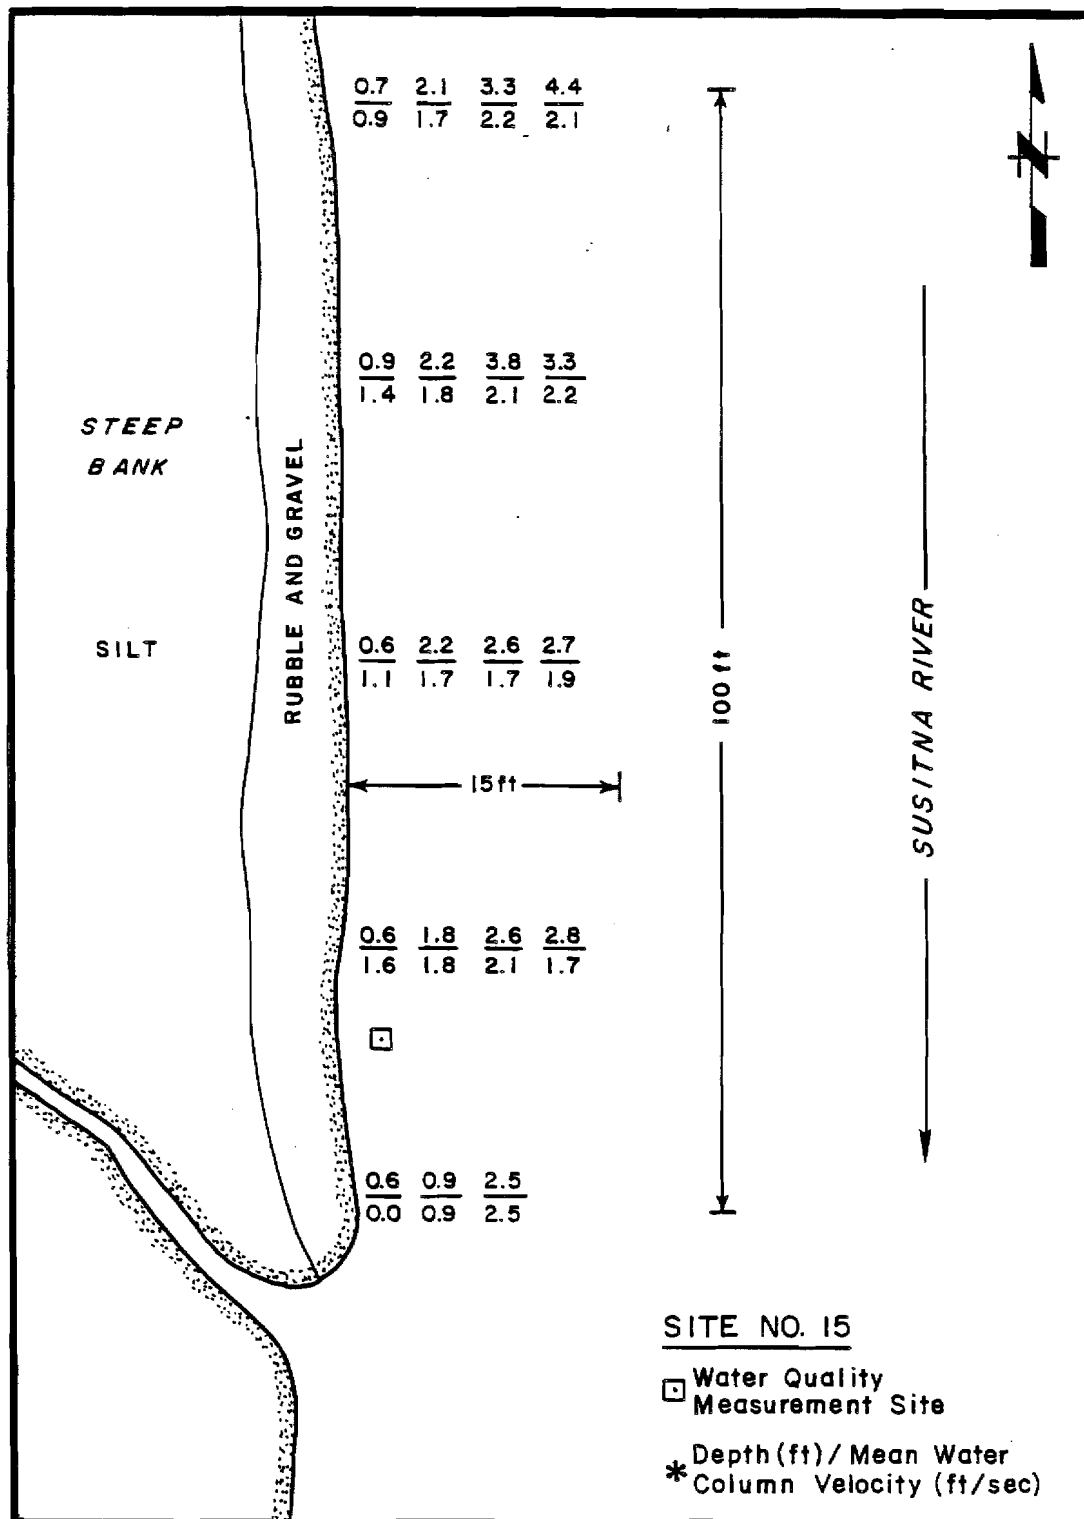 0.7 2.1 3.3 4.4
0.9 1.7 2.2 2.1
N
0.9 2.2 3.8 3.3
1.4 1.8 2.1 2.2
STEEP
BANK
RUBBLE AND GRAVEL
SILT
0.6 2.2 2.6 2.7
1.1 1.7 1.7 1.9
100 ft
SUSITNA RIVER
15 ft
0.6 1.8 2.6 2.8
1.6 1.8 2.1 1.7
0.6 0.9 2.5
0.0 0.9 2.5
SITE NO. 15
Water Quality
Measurement Site
* Depth (ft) / Mean Water
Column Velocity (ft/sec)